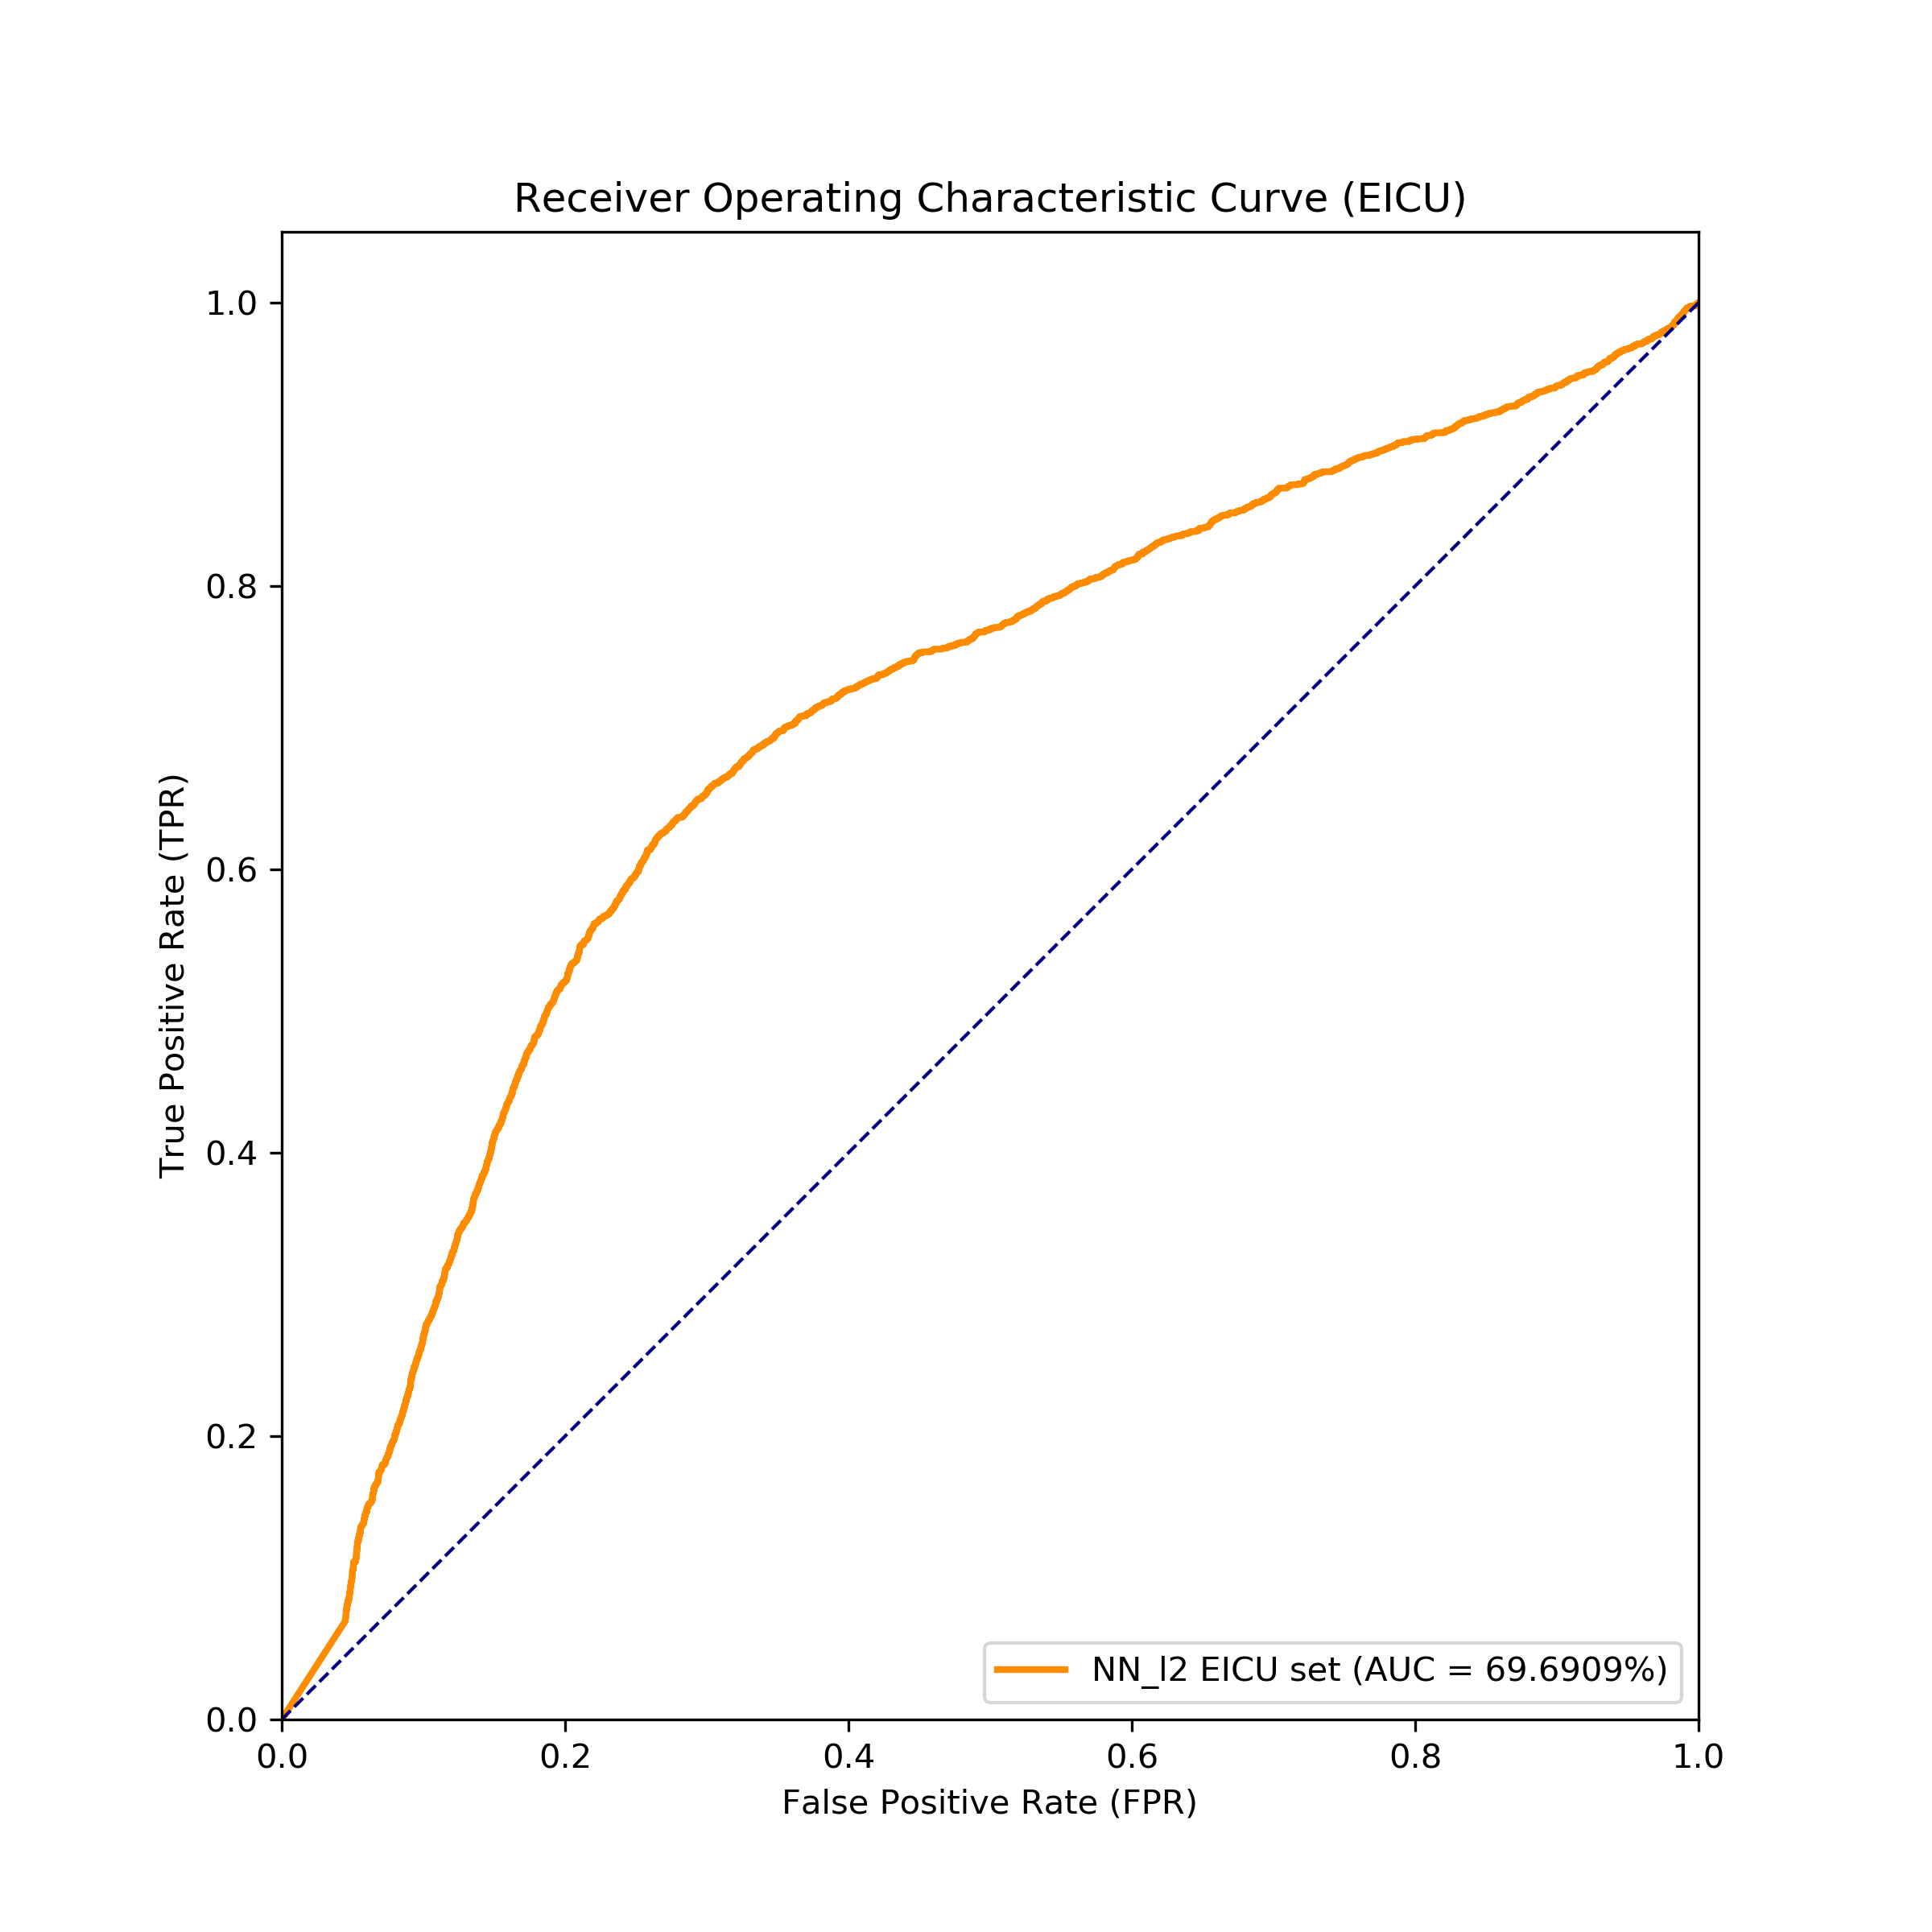 Receiver Operating Characteristic Curve (EICU)
1.0
0.8
0.6
0.4
0.2
0.0
True Positive Rate (TPR)
NN_l2 EICU set (AUC = 69.6909%)
0.0 0.2 0.4 0.6 0.8 1.0
False Positive Rate (FPR)